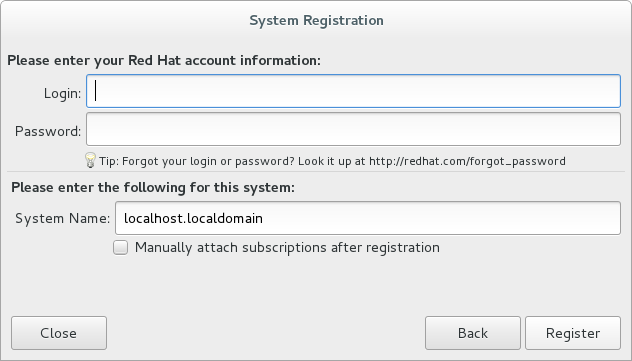 System Registration
Please enter your Red Hat account information:
Login:
Password:
Tip: Forgot your login or password? Look it up at http://redhat.com/forgot_password
Please enter the following for this system:
System Name: localhost.localdomain
Manually attach subscriptions after registration
Close Back Register